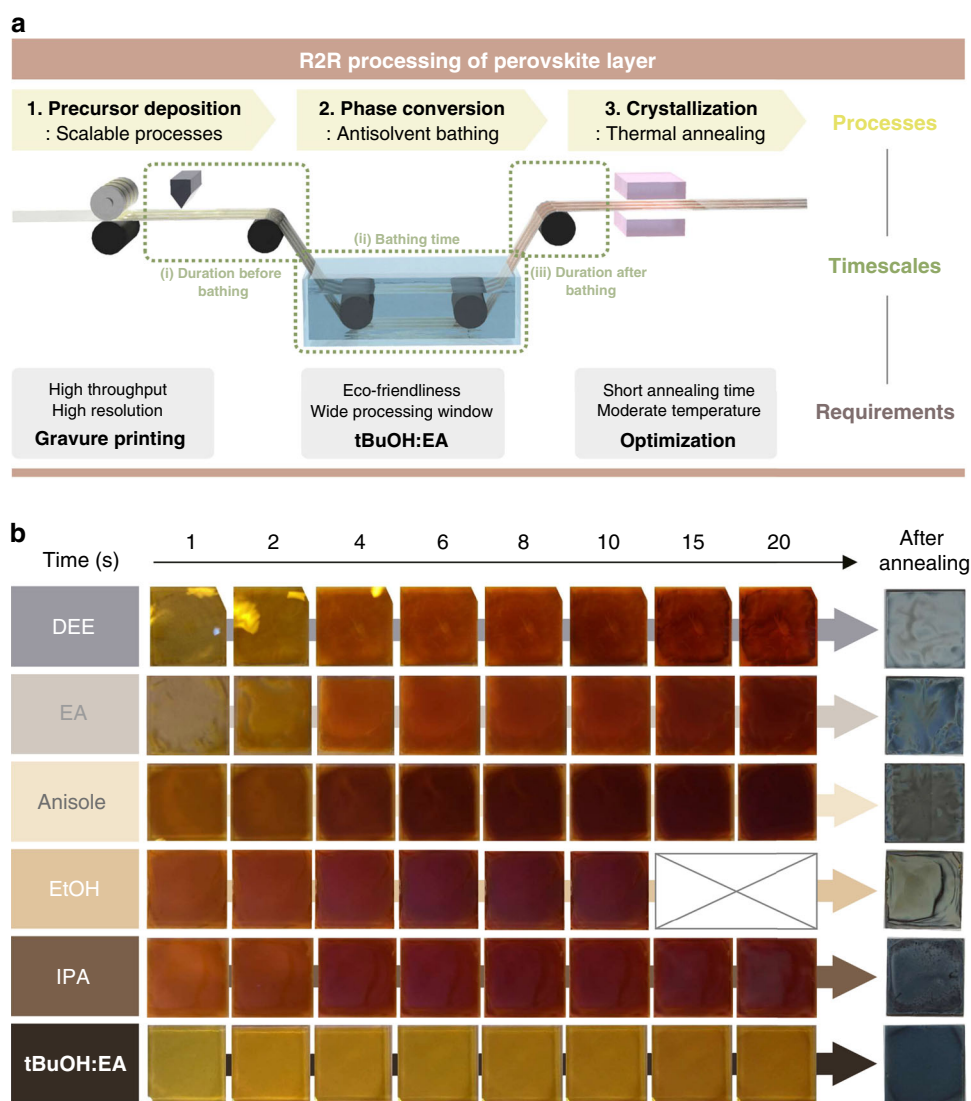 a
R2R processing of perovskite layer
1. Precursor deposition
: Scalable processes
2. Phase conversion
: Antisolvent bathing
3. Crystallization
: Thermal annealing
Processes
(i) Duration before
bathing
(ii) Bathing time
(iii) Duration after
bathing
Timescales
High throughput
High resolution
Gravure printing
Eco-friendliness
Wide processing window
tBuOH:EA
Short annealing time
Moderate temperature
Optimization
Requirements
b
Time (s)
1 2 4 6 8 10 15 20
After
annealing
DEE
EA
Anisole
EtOH
IPA
tBuOH:EA